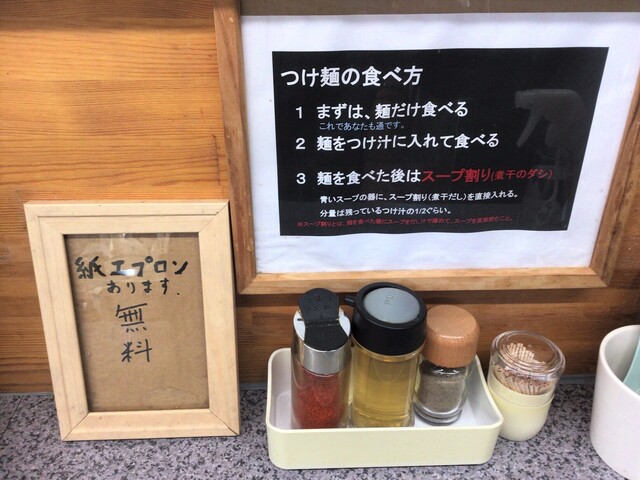 つけ麺の食べ方
1 まずは、麺だけ食べる
これであなたも通です。
2 麺をつけ汁に入れて食べる
3 麺を食べた後はスープ割り(煮干のダシ)
青いスープの器に、スープ割り(煮干だし)を直接入れる。
分量は残っているつけ汁の1/2ぐらい。
紙エプロン
あります.
無
料